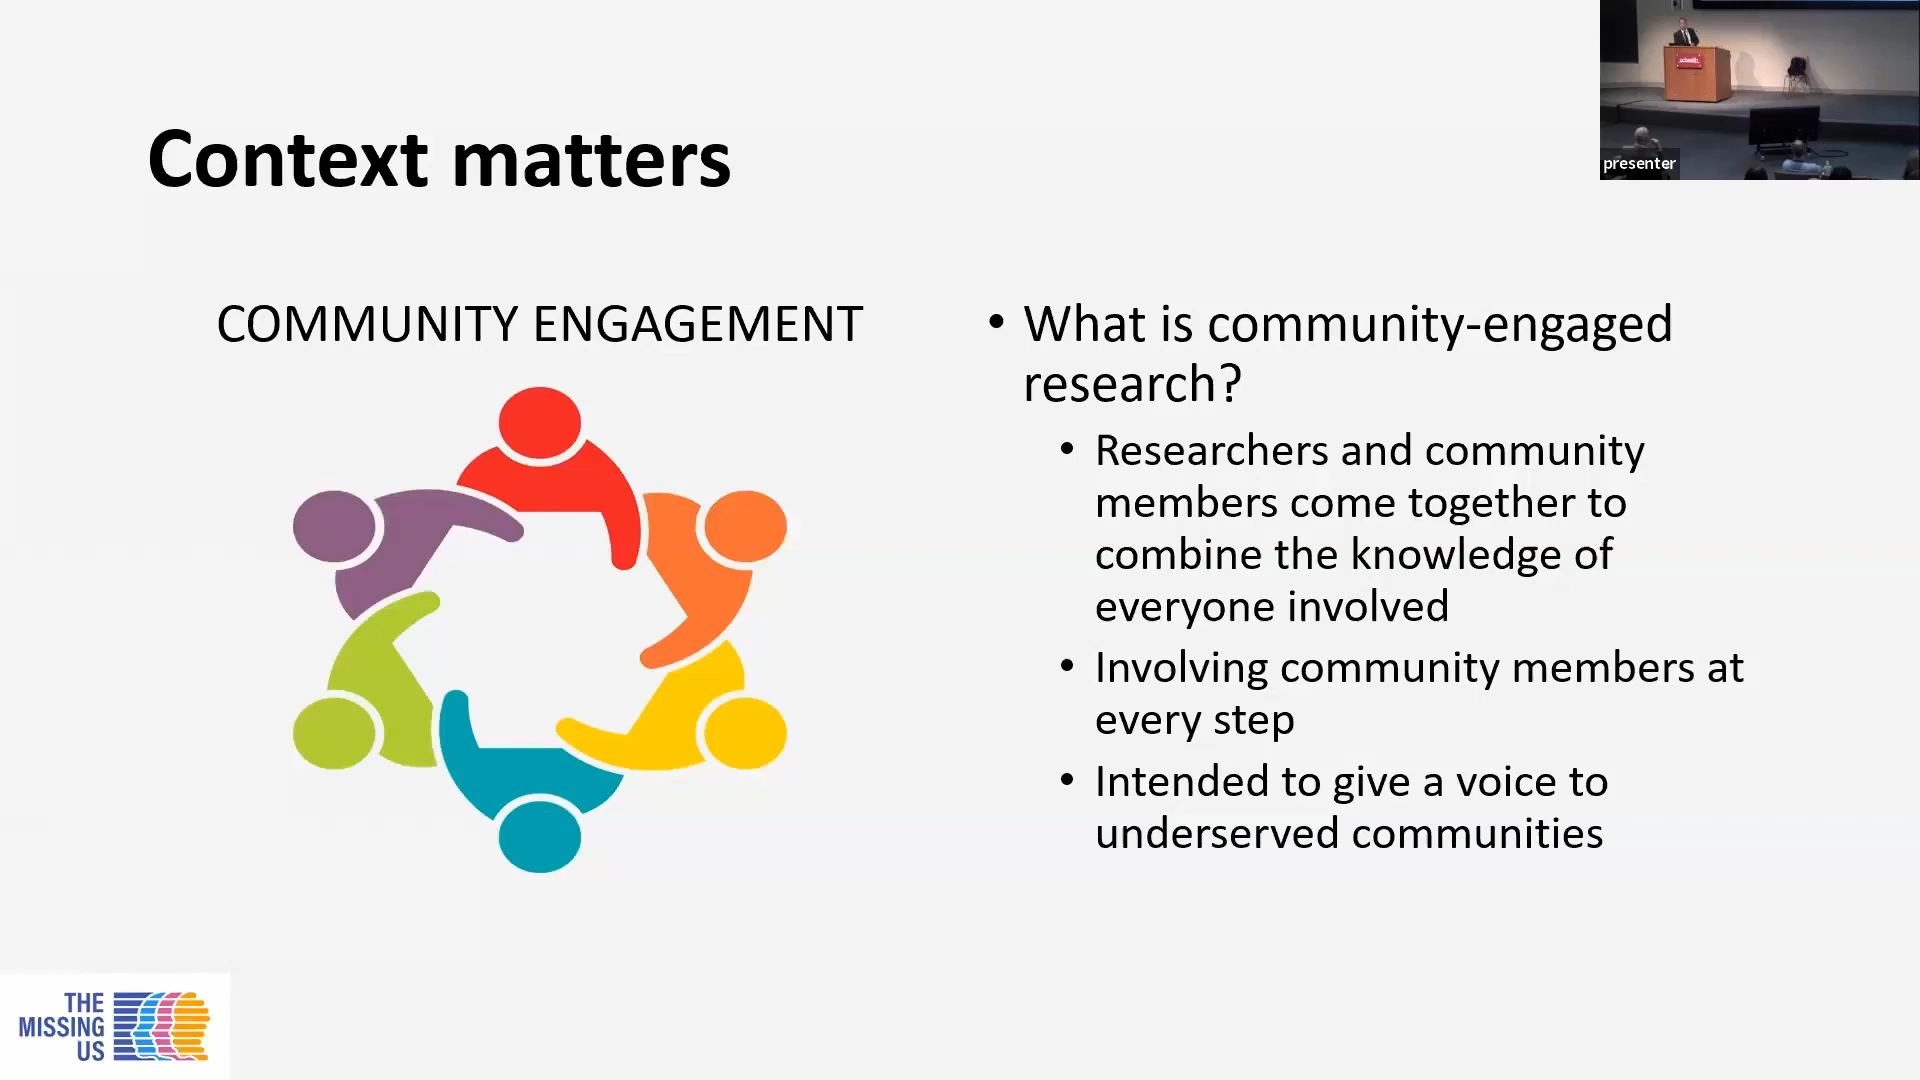 Context matters
COMMUNITY ENGAGEMENT
• What is community-engaged
research?
• Researchers and community
members come together to
combine the knowledge of
everyone involved
• Involving community members at
every step
• Intended to give a voice to
underserved communities
THE
MISSING
US
presenter